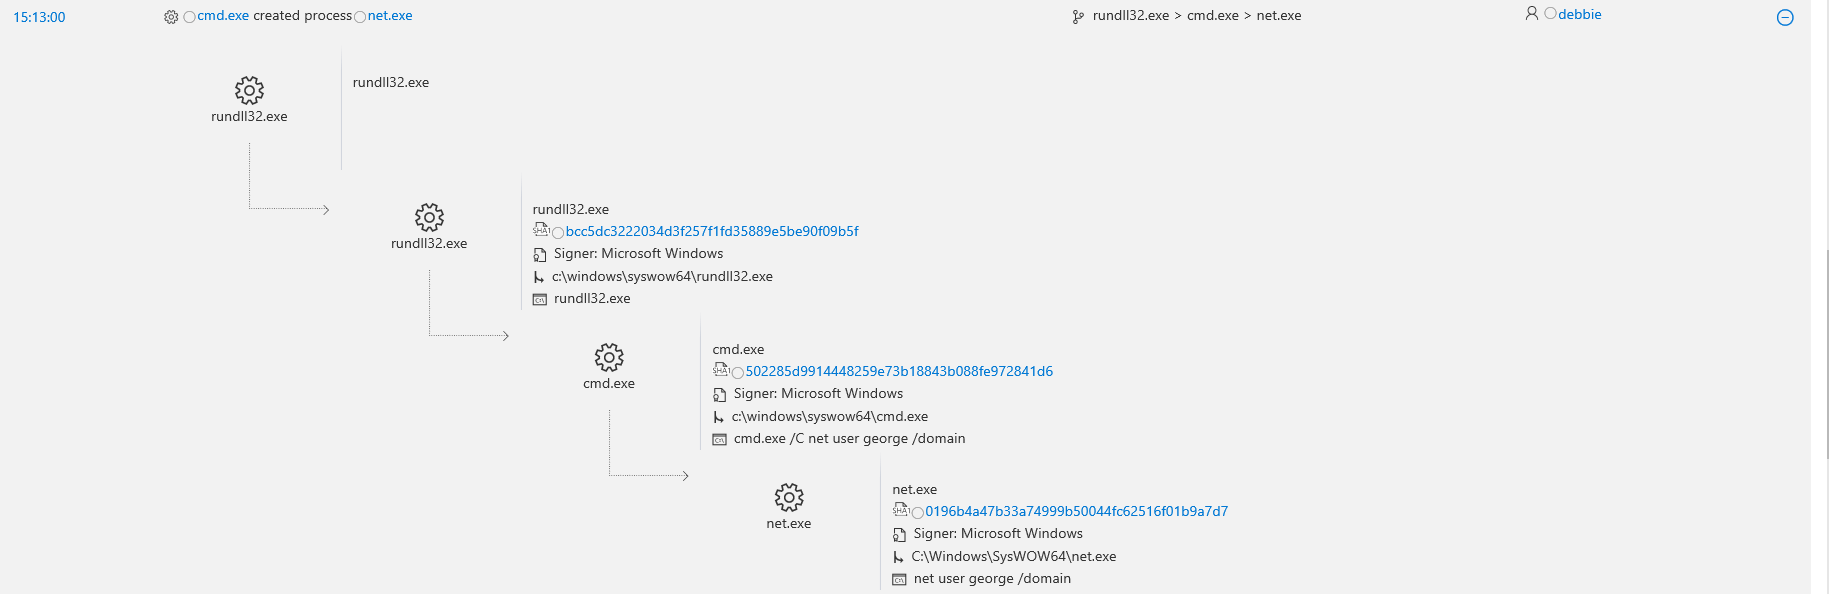 15:13:00 cmd.exe created process net.exe rundll32.exe > cmd.exe > net.exe debbie
rundll32.exe
rundll32.exe
rundll32.exe
SHA1 bcc5dc3222034d3f257f1fd35889e5be90f09b5f
Signer: Microsoft Windows
rundll32.exe
c:\windows\syswow64\rundll32.exe
rundll32.exe
cmd.exe
SHA1 502285d9914448259e73b18843b088fe972841d6
cmd.exe
Signer: Microsoft Windows
c:\windows\syswow64\cmd.exe
cmd.exe /C net user george /domain
net.exe
SHA1 0196b4a47b33a74999b50044fc62516f01b9a7d7
net.exe
Signer: Microsoft Windows
C:\Windows\SysWOW64\net.exe
net user george /domain